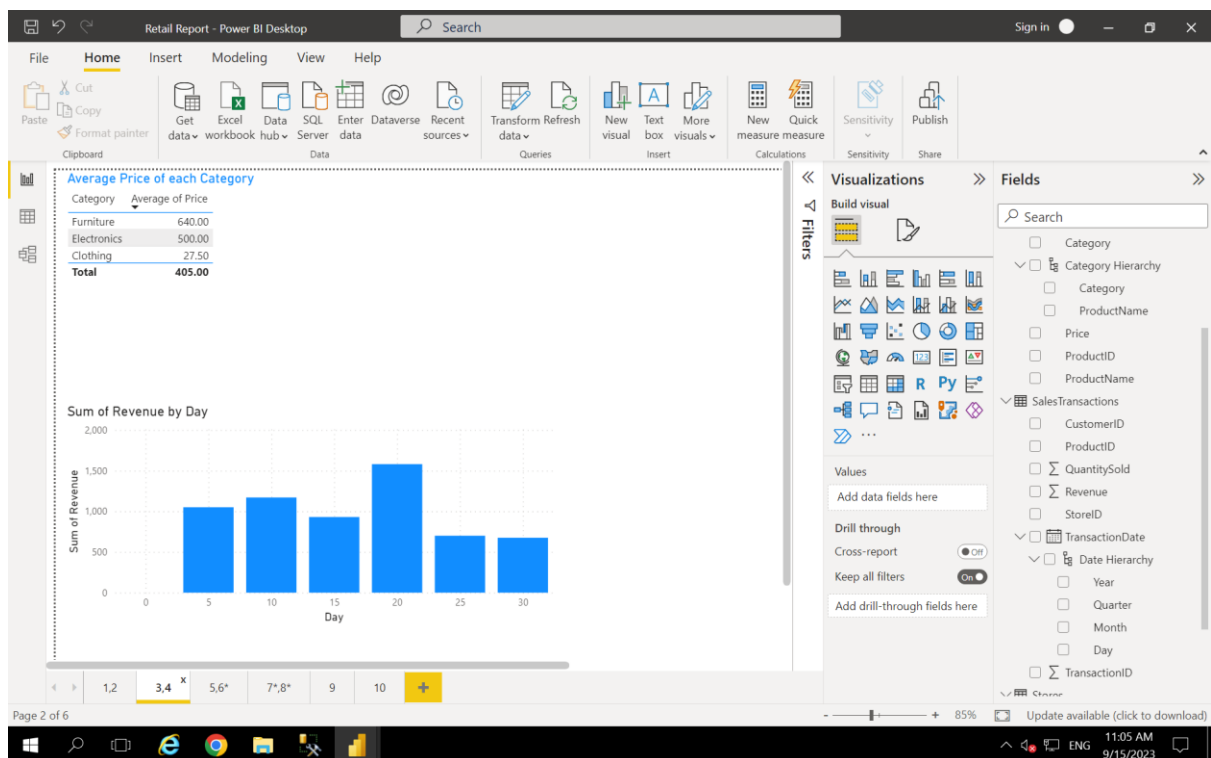 Retail Report - Power BI Desktop
Search
Sign in
File Home Insert Modeling View Help
Paste
Cut
Copy
Format painter
Clipboard
Get data
Excel workbook
Data hub
SQL Server
Enter data
Dataverse
Recent sources
Data
Transform data
Refresh
Queries
New visual
Text box
More visuals
Insert
New measure
Quick measure
Calculations
Sensitivity
Sensitivity
Publish
Share
Average Price of each Category
Category Average of Price
Furniture 640.00
Electronics 500.00
Clothing 27.50
Total 405.00
Sum of Revenue by Day
2,000
1,500
1,000
500
0
Sum of Revenue
0 5 10 15 20 25 30
Day
Filters
Visualizations
Build visual
123
R Py
Values
Add data fields here
Drill through
Cross-report Off
Keep all filters On
Add drill-through fields here
Fields
Search
Category
Category Hierarchy
Category
ProductName
Price
ProductID
ProductName
SalesTransactions
CustomerID
ProductID
∑ QuantitySold
∑ Revenue
StoreID
TransactionDate
Date Hierarchy
Year
Quarter
Month
Day
∑ TransactionID
Stores
1,2 3,4 x 5,6* 7*,8* 9 10 +
Page 2 of 6
- + 85%
Update available (click to download)
ENG
11:05 AM
9/15/2023